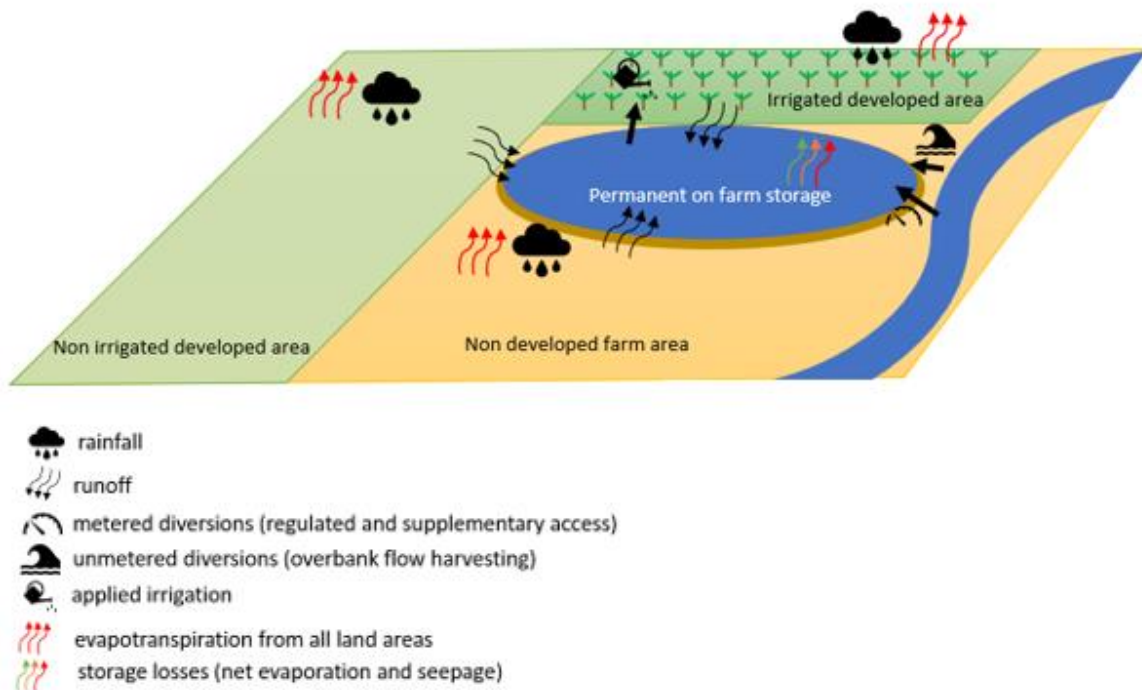 Irrigated developed area
Permanent on farm storage
Non irrigated developed area
Non developed farm area
rainfall
runoff
metered diversions (regulated and supplementary access)
unmetered diversions (overbank flow harvesting)
applied irrigation
evapotranspiration from all land areas
storage losses (net evaporation and seepage)